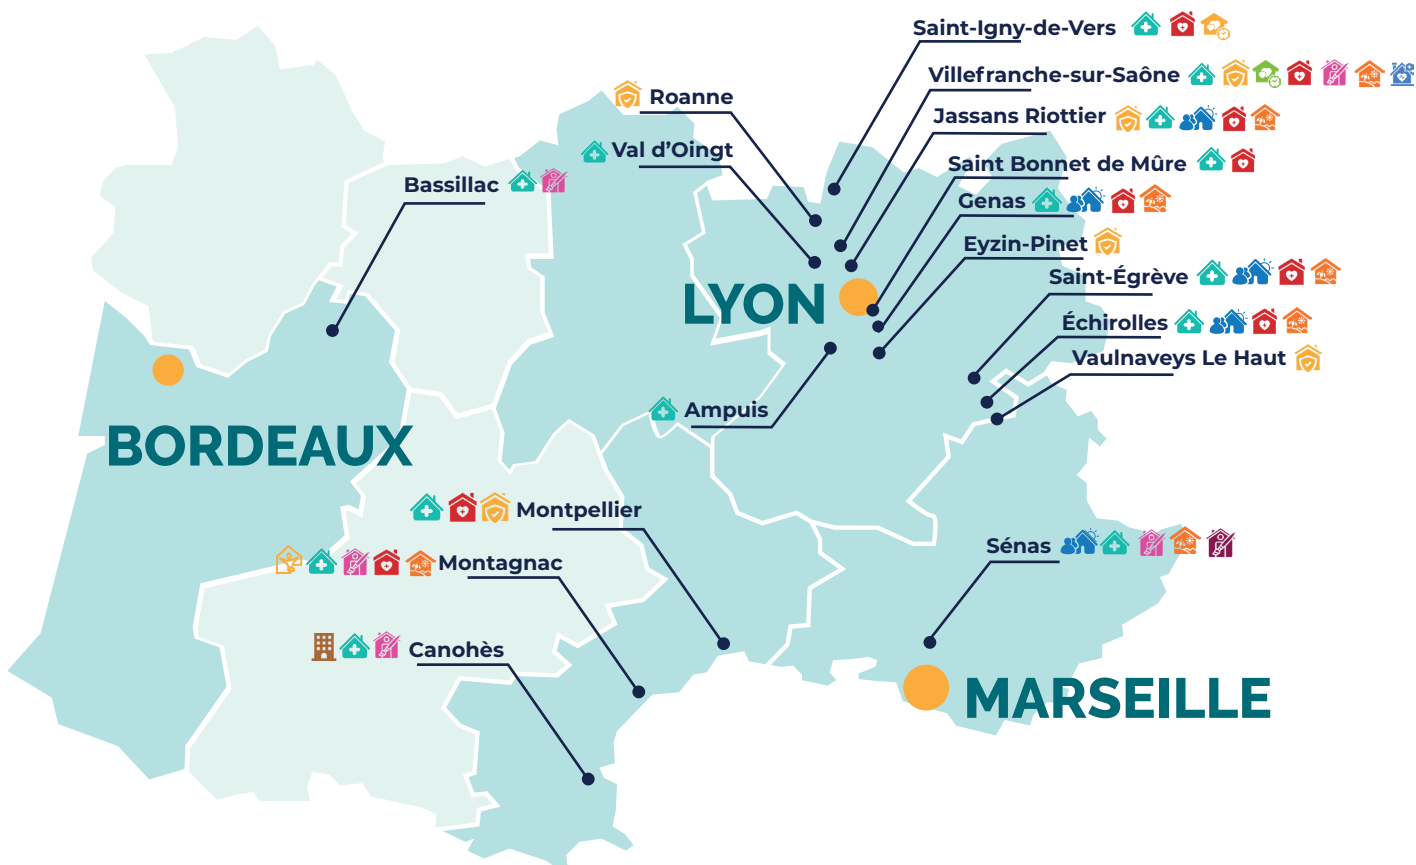 Saint-Igny-de-Vers
Villefranche-sur-Saône
Roanne
Jassans Riottier
Val d’Oingt
Saint Bonnet de Mûre
Bassillac
Genas
Eyzin-Pinet
Saint-Égrève
LYON
Échirolles
Vaulnaveys Le Haut
Ampuis
BORDEAUX
Montpellier
Sénas
Montagnac
Canohès
MARSEILLE